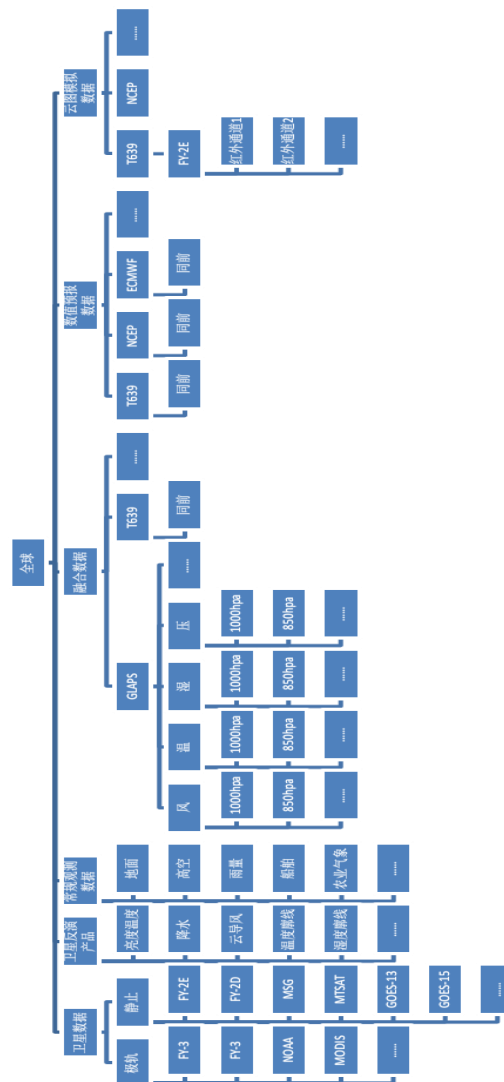 全球
卫星数据
极轨
FY-3
FY-3
NOAA
MODIS
......
静止
FY-2E
FY-2D
MSG
MTSAT
GOES-13
GOES-15
......
卫星反演
产品
亮度温度
降水
云导风
温度廓线
湿度廓线
......
常规观测
数据
地面
高空
雨量
船舶
农业气象
......
融合数据
GLAPS
风
1000hpa
850hpa
......
温
1000hpa
850hpa
......
湿
1000hpa
850hpa
......
压
1000hpa
850hpa
......
......
T639
同前
......
数值预报
数据
T639
同前
NCEP
同前
ECMWF
同前
......
云图模拟
数据
T639
FY-2E
红外通道1
红外通道2
......
NCEP
......